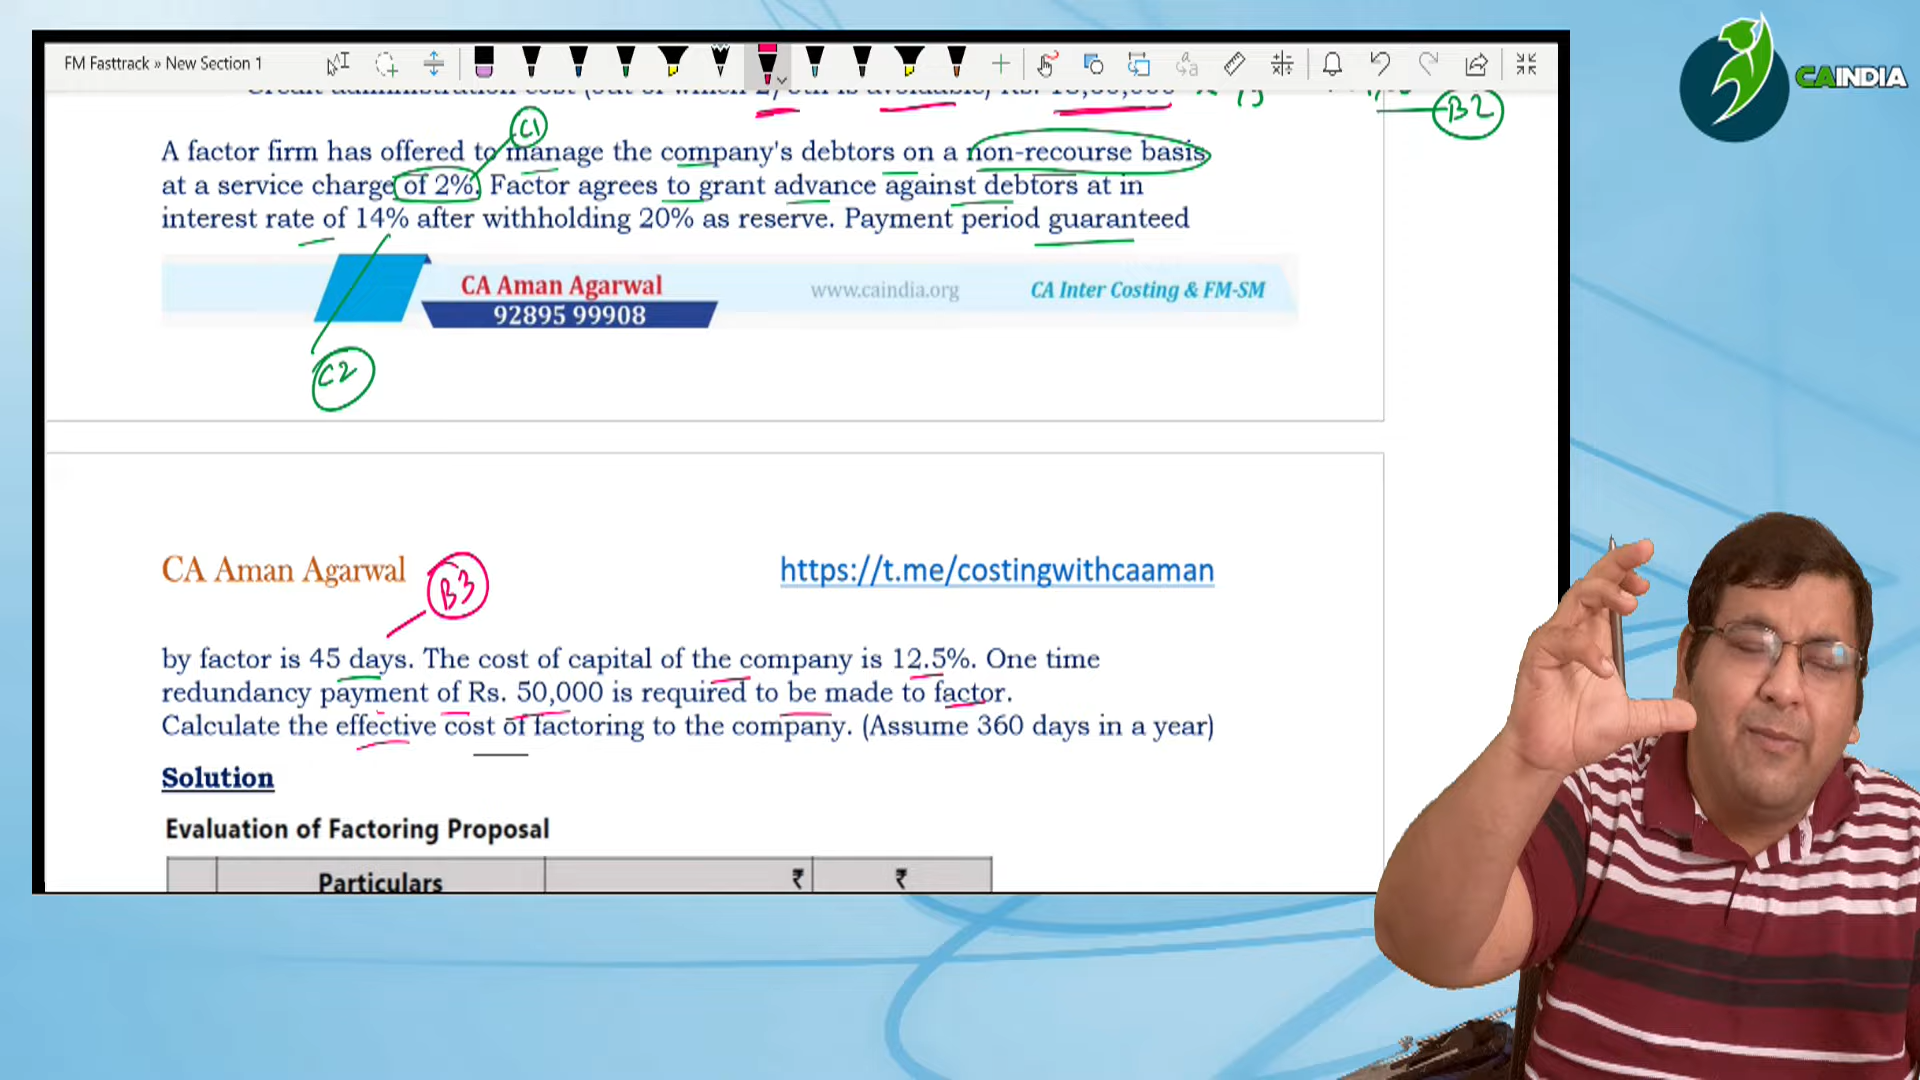 FM Fasttrack » New Section 1
CAINDIA
B2
C1
A factor firm has offered to manage the company's debtors on a non-recourse basis
at a service charge of 2%. Factor agrees to grant advance against debtors at in
interest rate of 14% after withholding 20% as reserve. Payment period guaranteed
CA Aman Agarwal
92895 99908
www.caindia.org
CA Inter Costing & FM-SM
C2
CA Aman Agarwal
B3
https://t.me/costingwithcaaman
by factor is 45 days. The cost of capital of the company is 12.5%. One time
redundancy payment of Rs. 50,000 is required to be made to factor.
Calculate the effective cost of factoring to the company. (Assume 360 days in a year)
Solution
Evaluation of Factoring Proposal
Particulars ₹ ₹